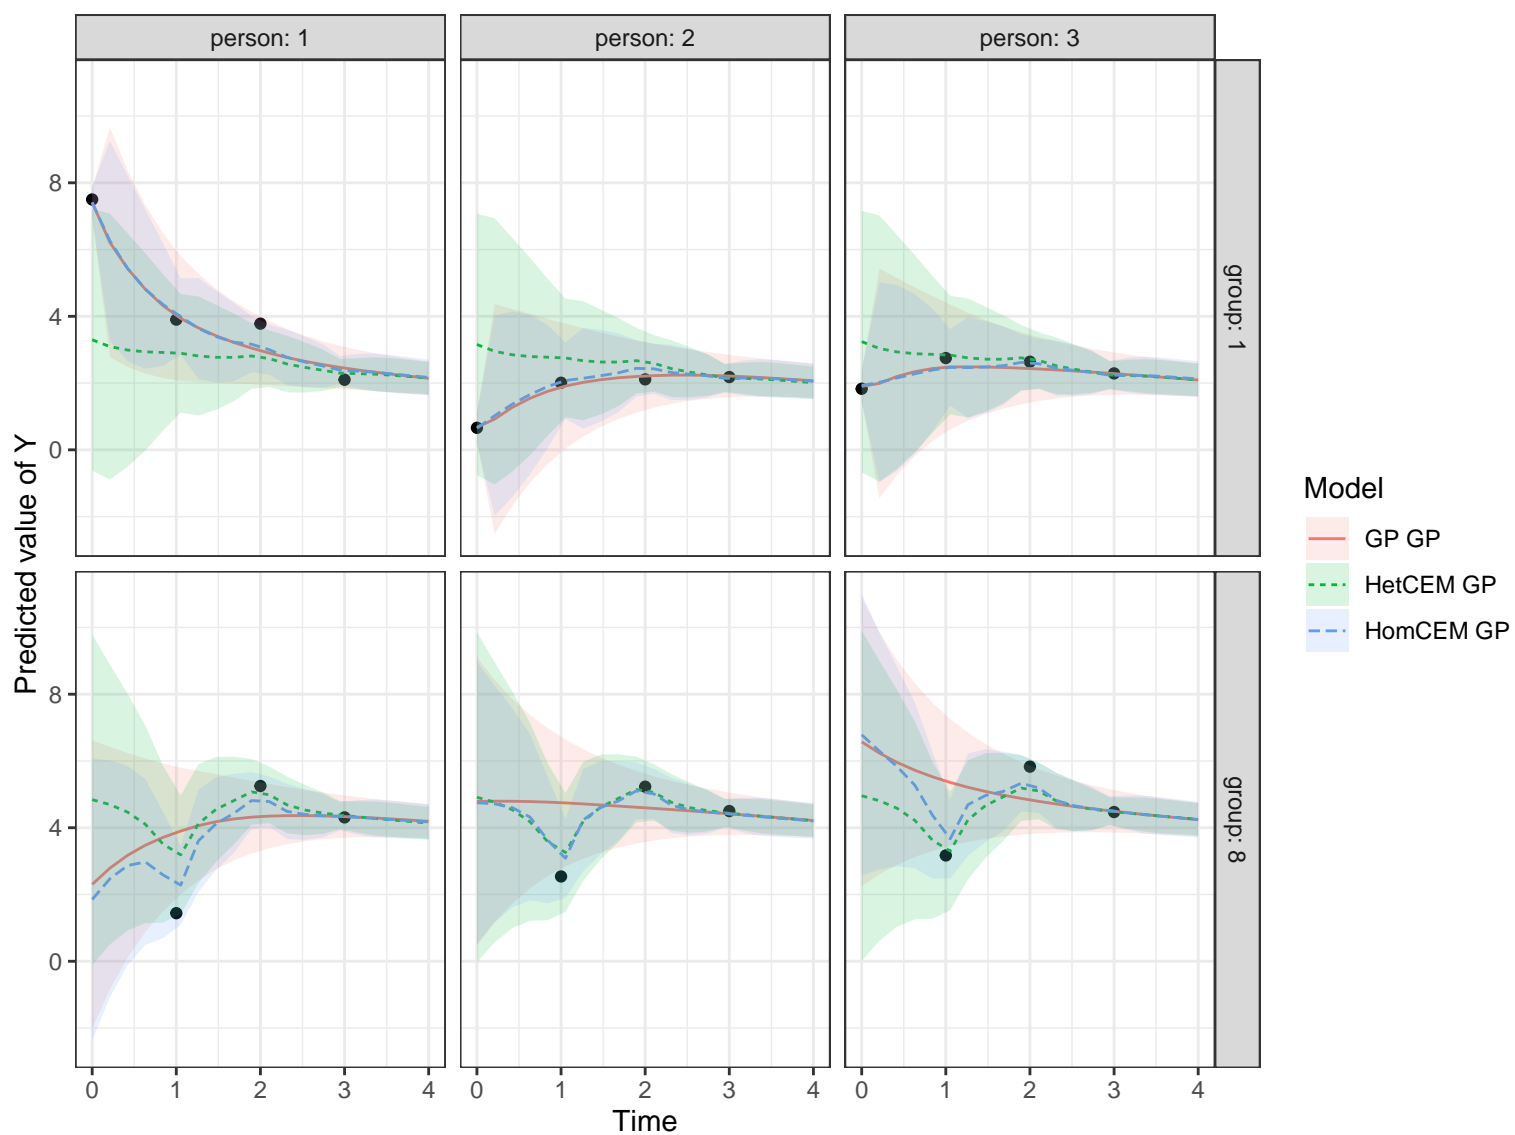 person: 1
person: 2
person: 3
8
4
0
group: 1
8
4
0
group: 8
0 1 2 3 4
0 1 2 3 4
0 1 2 3 4
Time
Predicted value of Y
Model
GP GP
HetCEM GP
HomCEM GP